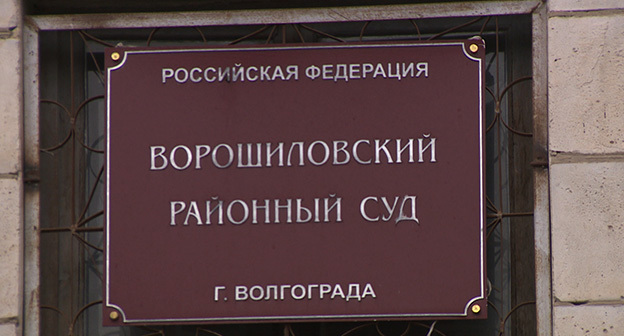 РОССИЙСКАЯ ФЕДЕРАЦИЯ
ВОРОШИЛОВСКИЙ
РАЙОННЫЙ СУД
Г. ВОЛГОГРАДА